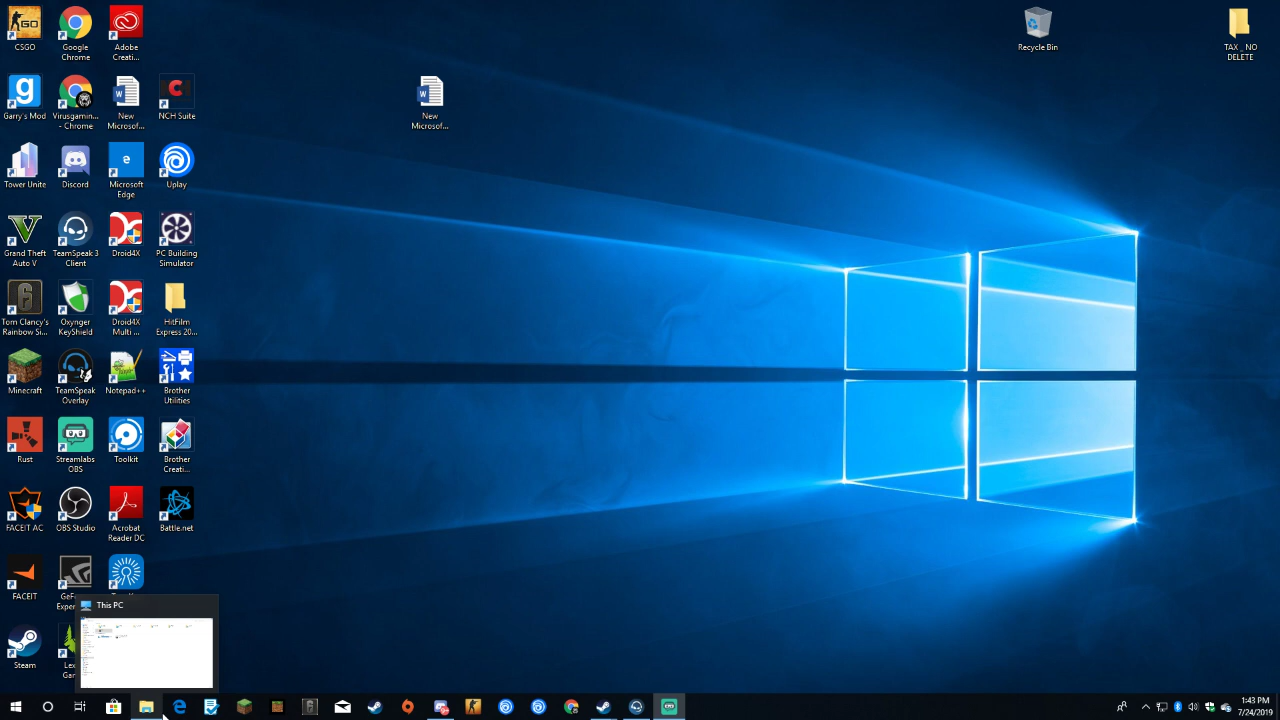 CSGO
Google
Chrome
Adobe
Creati...
Recycle Bin
TAX _ NO
DELETE
Garry's Mod
Virusgamin...
- Chrome
New
Microsof...
NCH Suite
New
Microsof...
Tower Unite
Discord
Microsoft
Edge
Uplay
Grand Theft
Auto V
TeamSpeak 3
Client
Droid4X
PC Building
Simulator
Tom Clancy's
Rainbow Si...
Oxynger
KeyShield
Droid4X
Multi ...
HitFilm
Express 20...
Minecraft
TeamSpeak
Overlay
Notepad++
Brother
Utilities
Rust
Streamlabs
OBS
Toolkit
Brother
Creati...
FACEIT AC
OBS Studio
Acrobat
Reader DC
Battle.net
FACEIT
GeF
Exper
This PC
Steam
Lex
Gar
1:43 PM
7/24/2019